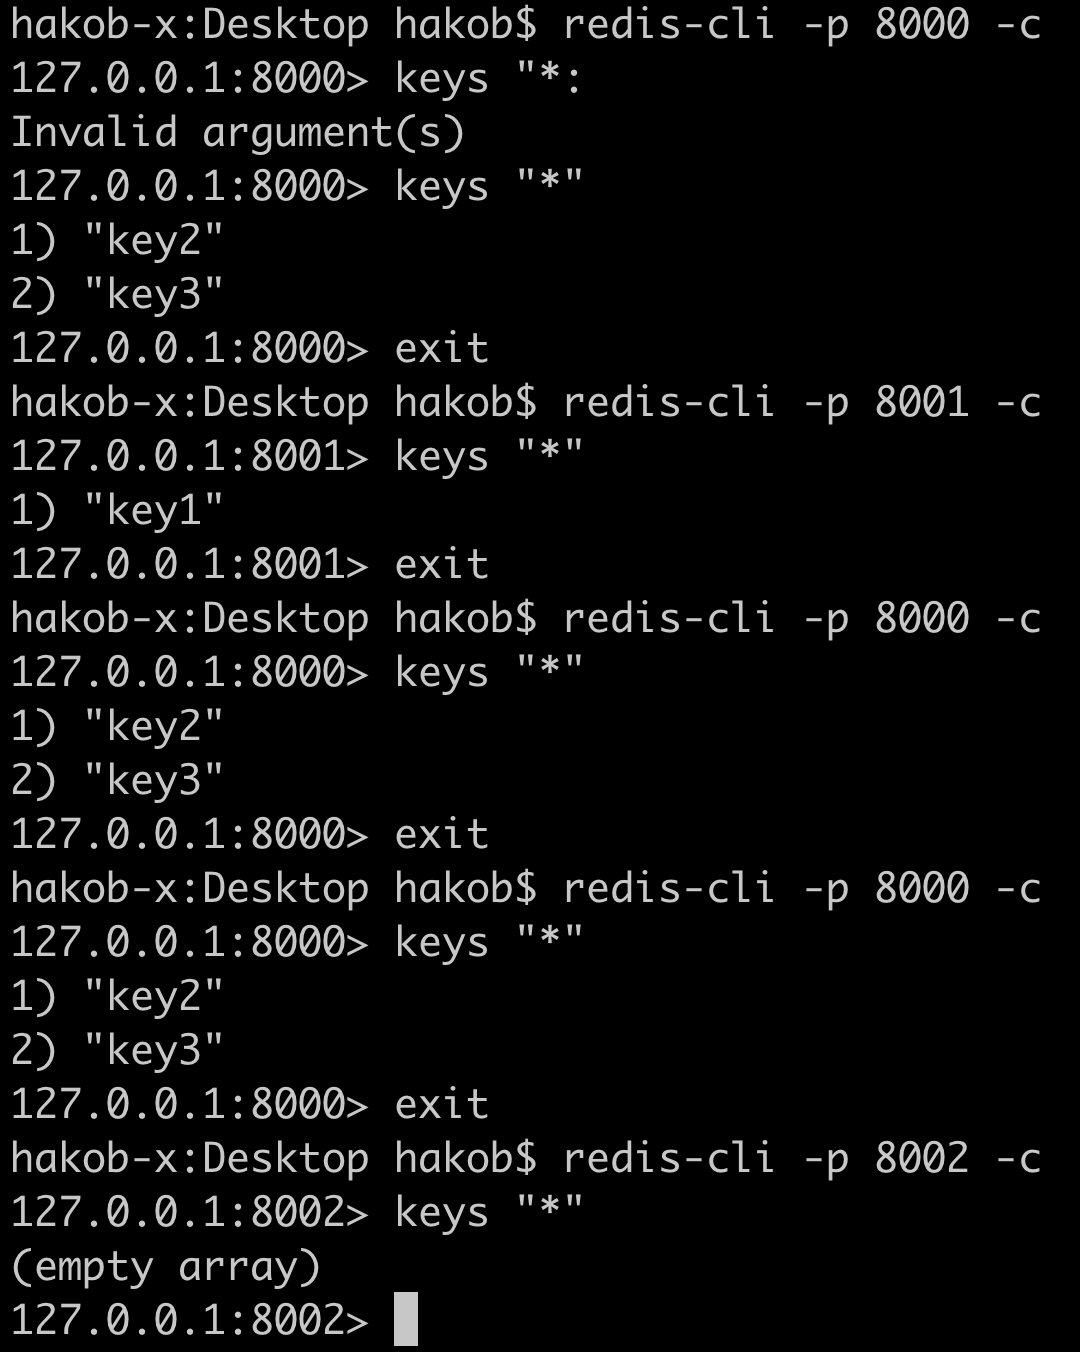 hakob-x:Desktop hakob$ redis-cli -p 8000 -c
127.0.0.1:8000> keys "*:
Invalid argument(s)
127.0.0.1:8000> keys "*"
1) "key2"
2) "key3"
127.0.0.1:8000> exit
hakob-x:Desktop hakob$ redis-cli -p 8001 -c
127.0.0.1:8001> keys "*"
1) "key1"
127.0.0.1:8001> exit
hakob-x:Desktop hakob$ redis-cli -p 8000 -c
127.0.0.1:8000> keys "*"
1) "key2"
2) "key3"
127.0.0.1:8000> exit
hakob-x:Desktop hakob$ redis-cli -p 8000 -c
127.0.0.1:8000> keys "*"
1) "key2"
2) "key3"
127.0.0.1:8000> exit
hakob-x:Desktop hakob$ redis-cli -p 8002 -c
127.0.0.1:8002> keys "*"
(empty array)
127.0.0.1:8002>